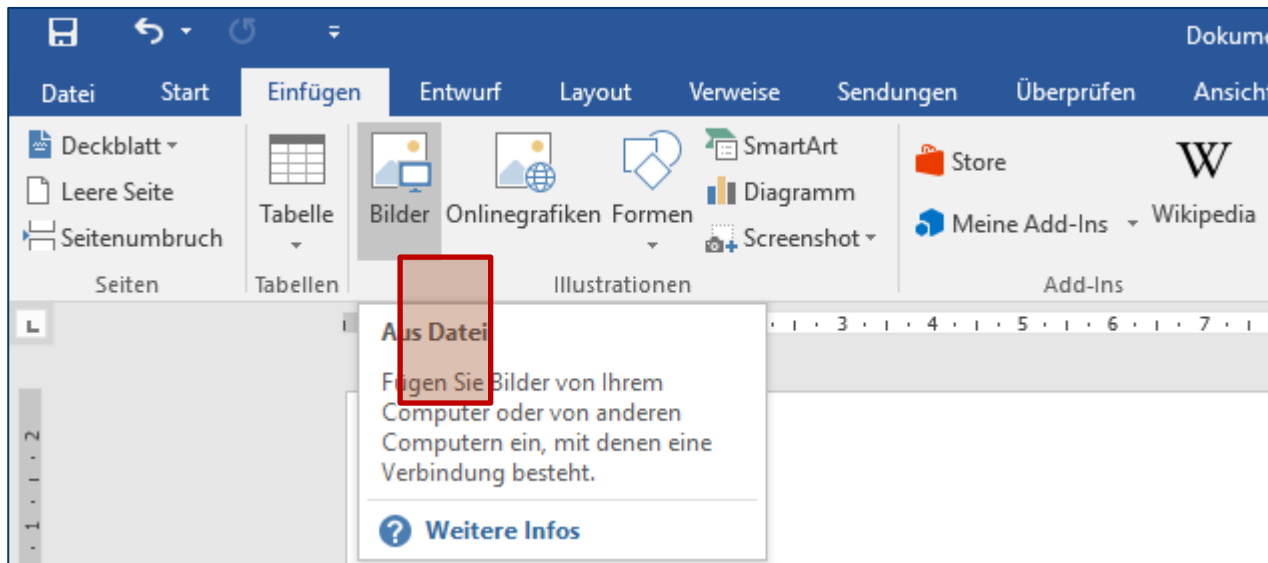 Dokume
Datei Start Einfügen Entwurf Layout Verweise Sendungen Überprüfen Ansicht
Deckblatt
Leere Seite
Seitenumbruch
Seiten
Tabelle
Tabellen
Bilder Onlinegrafiken Formen
SmartArt
Diagramm
Screenshot
Illustrationen
Store
Meine Add-Ins
W
Wikipedia
Add-Ins
L
3 4 5 6 7
Aus Datei
Fügen Sie Bilder von Ihrem
Computer oder von anderen
Computern ein, mit denen eine
Verbindung besteht.
? Weitere Infos
2
1